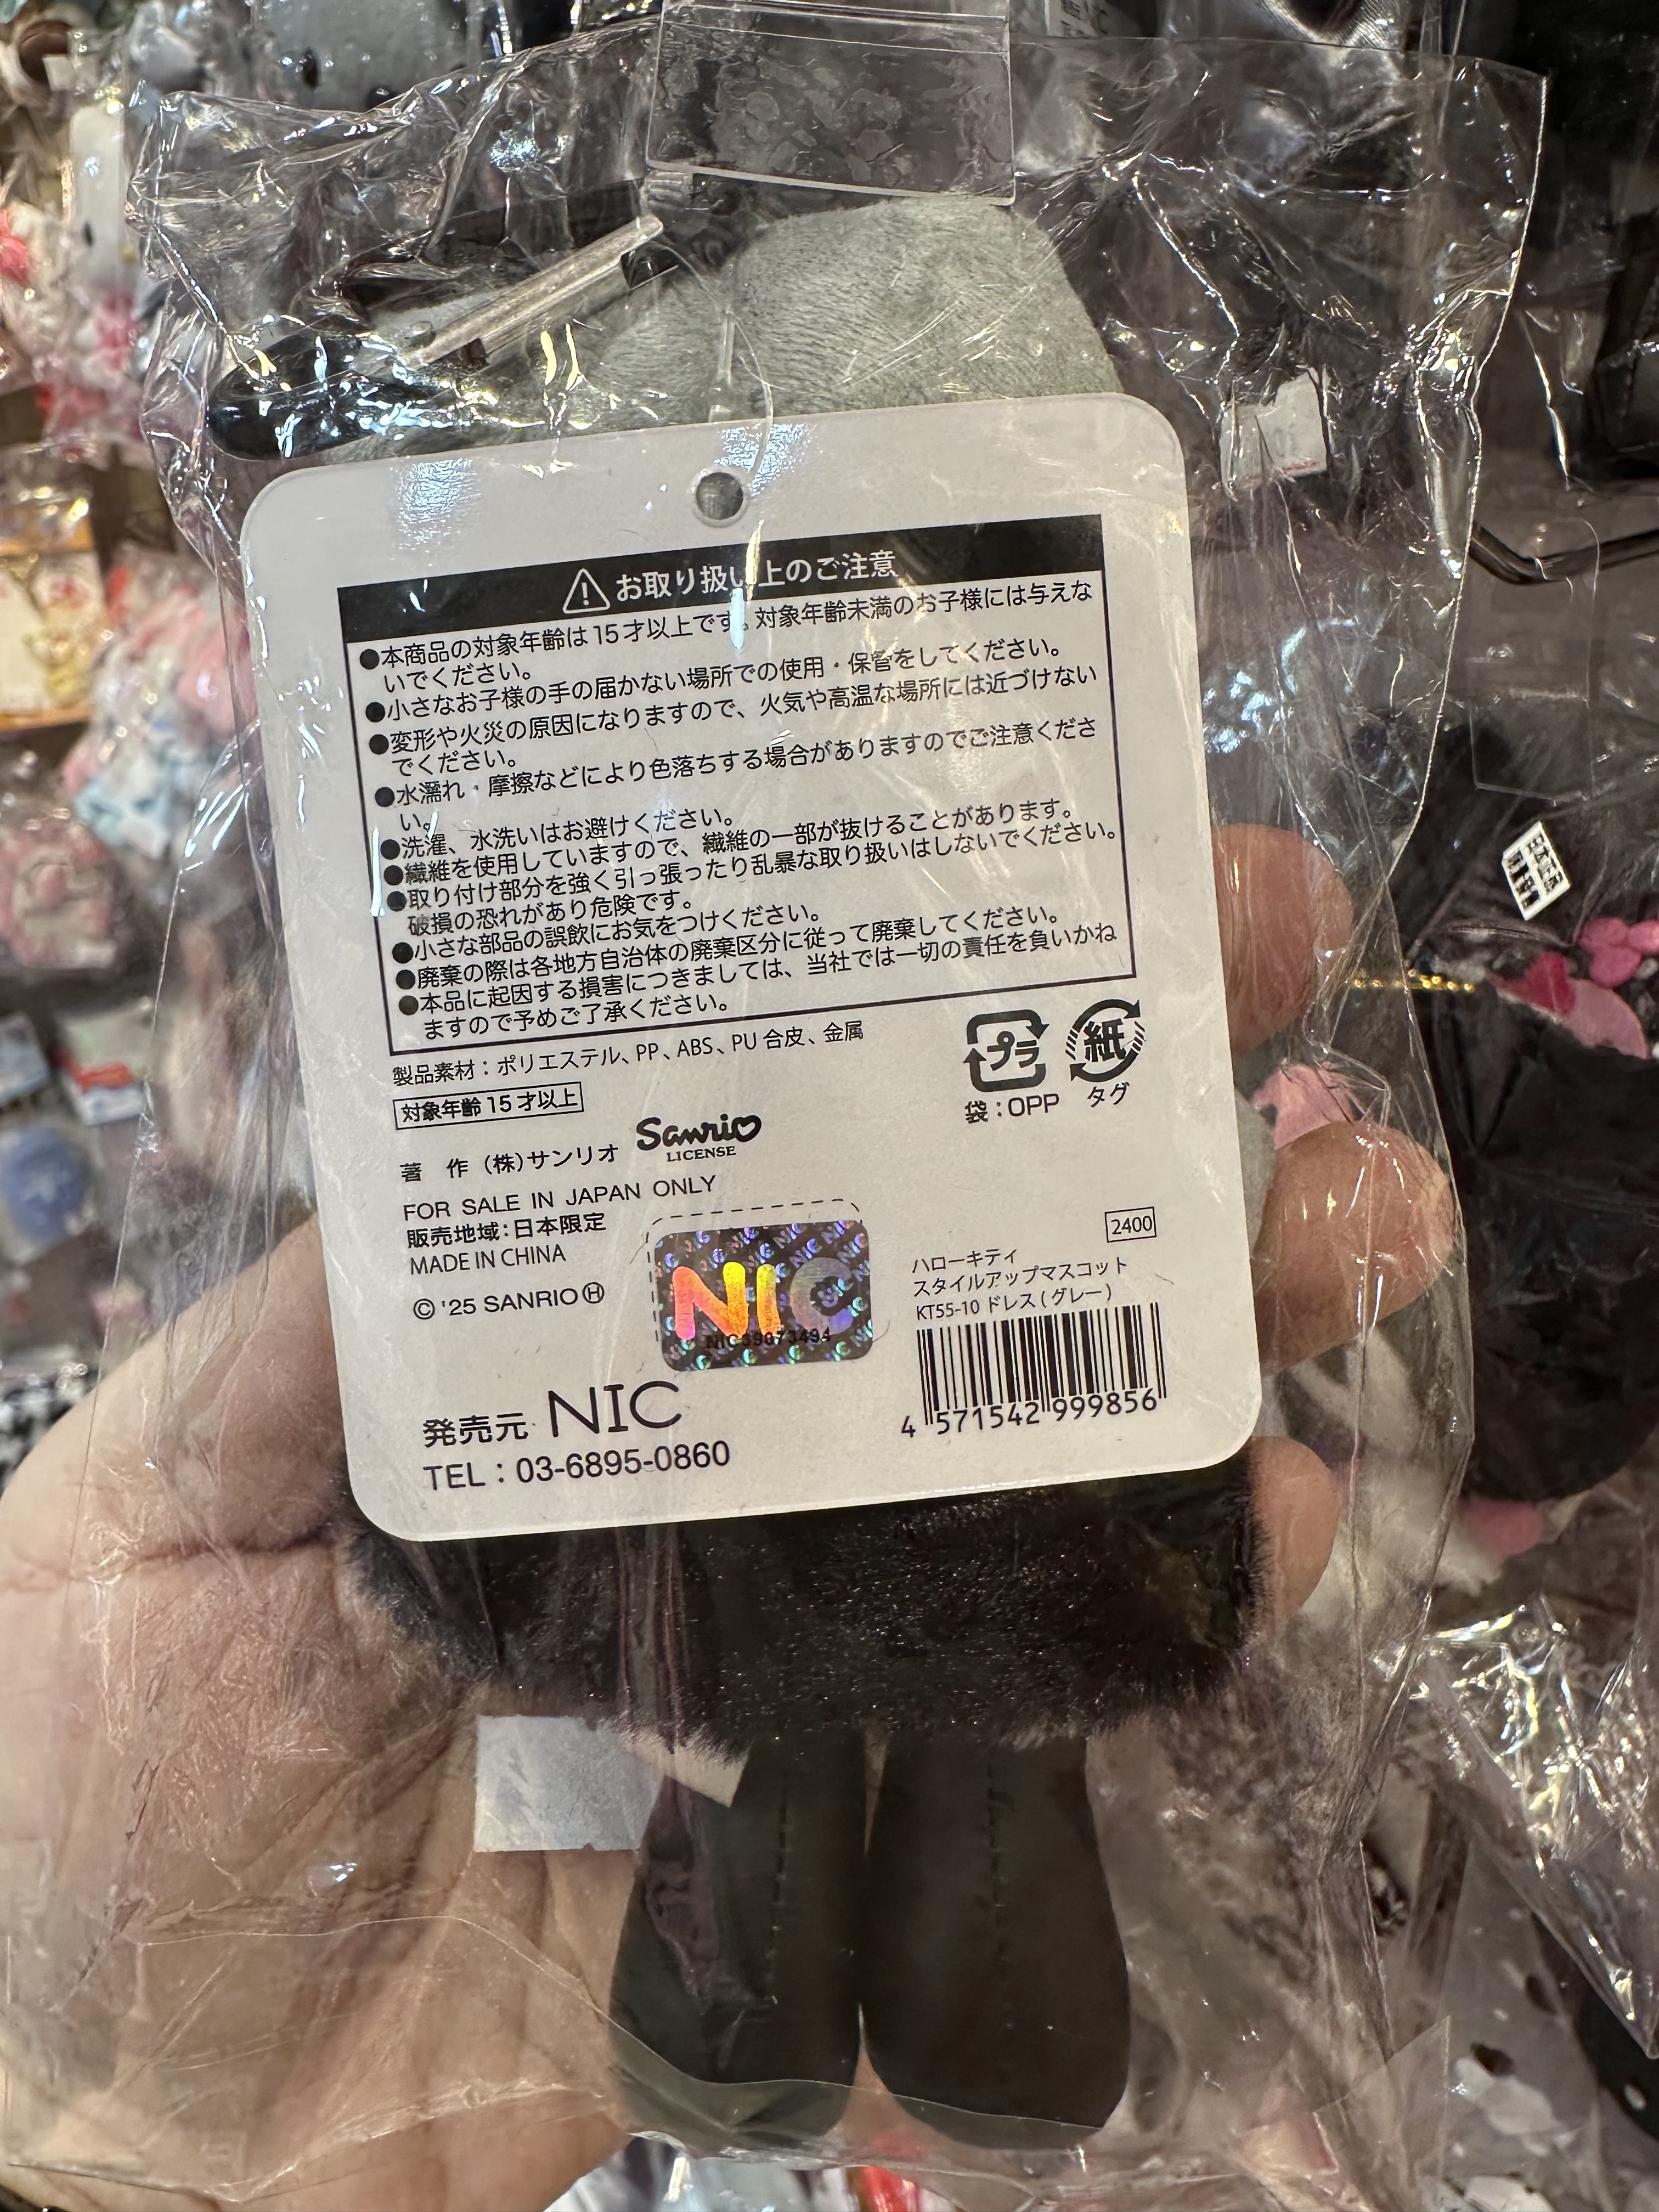 お取り扱い上のご注意
●本商品の対象年齢は15才以上です。対象年齢未満のお子様には与えな
いでください。
●小さなお子様の手の届かない場所での使用・保管をしてください。
●変形や火災の原因になりますので、火気や高温な場所には近づけない
でください。
●水濡れ・摩擦などにより色落ちする場合がありますのでご注意くださ
い。
●洗濯、水洗いはお避けください。
●繊維を使用していますので、繊維の一部が抜けることがあります。
●取り付け部分を強く引っ張ったり乱暴な取り扱いはしないでください。
破損の恐れがあり危険です。
●小さな部品の誤飲にお気をつけください。
●廃棄の際は各地方自治体の廃棄区分に従って廃棄してください。
●本品に起因する損害につきましては、当社では一切の責任を負いかね
ますので予めご了承ください。
製品素材：ポリエステル、PP、ABS、PU合皮、金属
プラ 紙
袋：OPP タグ
対象年齢15才以上
著 作 (株)サンリオ Sanrio
LICENSE
FOR SALE IN JAPAN ONLY
販売地域：日本限定
MADE IN CHINA
© '25 SANRIO Ⓗ
NIC
NIC39073494
2400
ハローキティ
スタイルアップマスコット
KT55-10 ドレス(グレー)
4 571542 999856
発売元 NIC
TEL：03-6895-0860